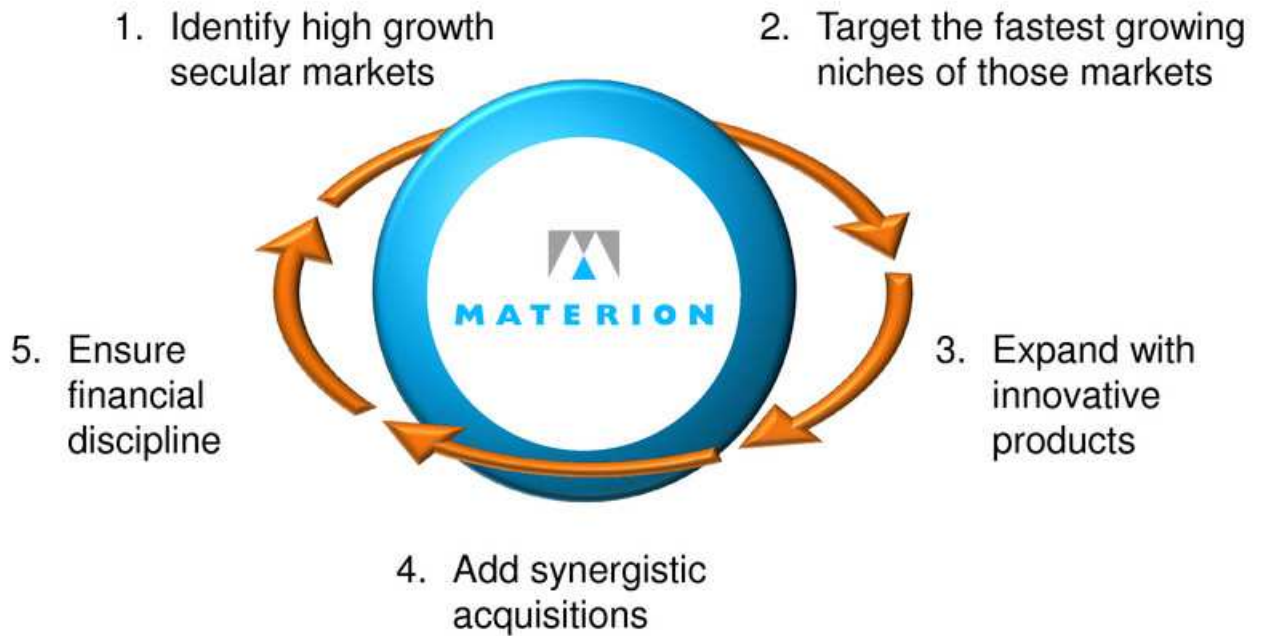 1. Identify high growth
secular markets
2. Target the fastest growing
niches of those markets
MATERION
5. Ensure
financial
discipline
3. Expand with
innovative
products
4. Add synergistic
acquisitions